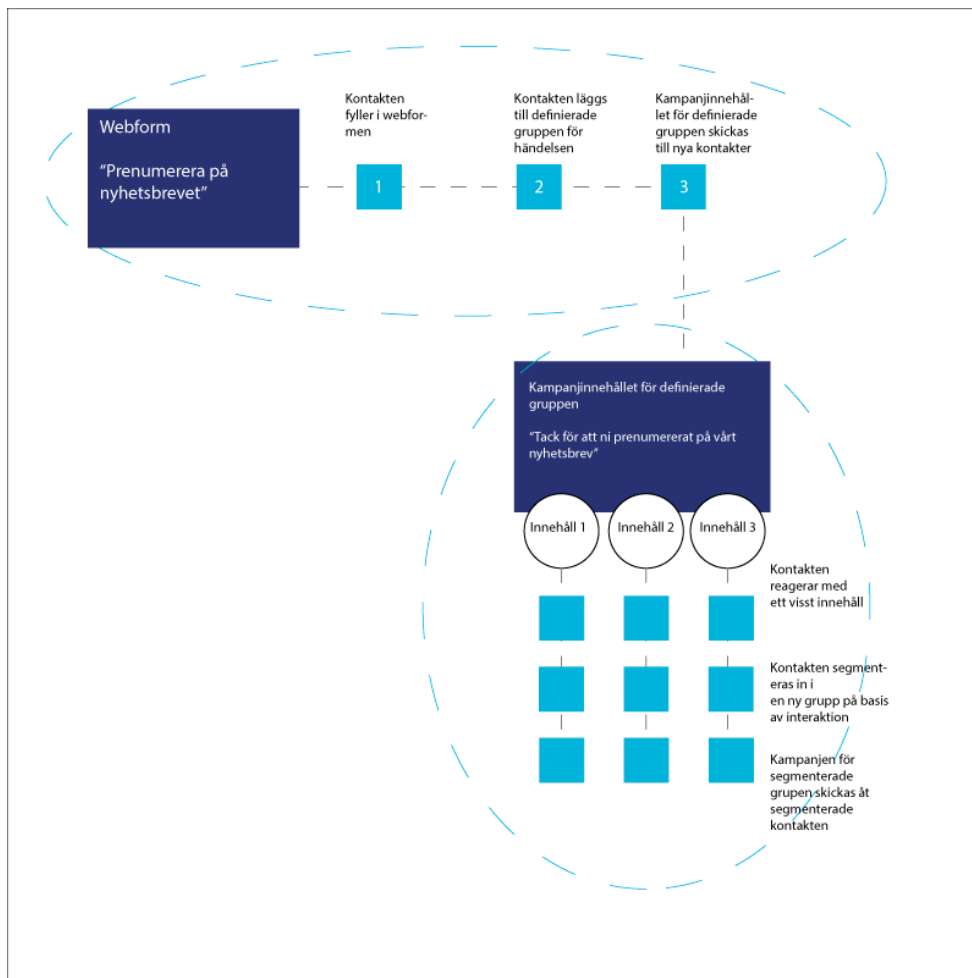 Webform
“Prenumerera på
nyhetsbrevet”
Kontakten
fyller i webfor-
men
1
Kontakten läggs
till definierade
gruppen för
händelsen
2
Kampanjinnehål-
let för definierade
gruppen skickas
till nya kontakter
3
Kampanjinnehållet för definierade
gruppen
“Tack för att ni prenumererat på vårt
nyhetsbrev”
Innehåll 1
Innehåll 2
Innehåll 3
Kontakten
reagerar med
ett visst innehåll
Kontakten segment-
eras in i
en ny grupp på basis
av interaktion
Kampanjen för
segmenterade
grupen skickas åt
segmenterade
kontakten